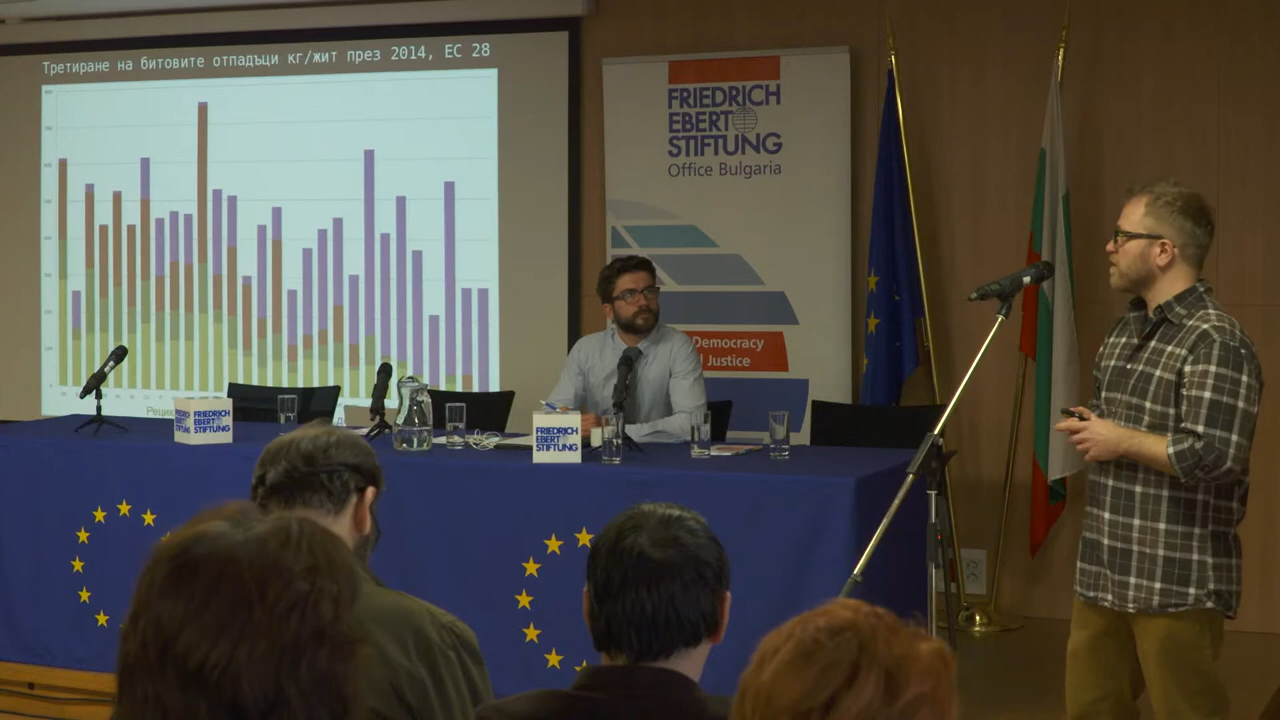 Третиране на битовите отпадъци кг/жит през 2014, ЕС 28
FRIEDRICH
EBERT
STIFTUNG
Office Bulgaria
Democracy
Justice
FRIEDRICH
EBERT
STIFTUNG
FRIEDRICH
EBERT
STIFTUNG